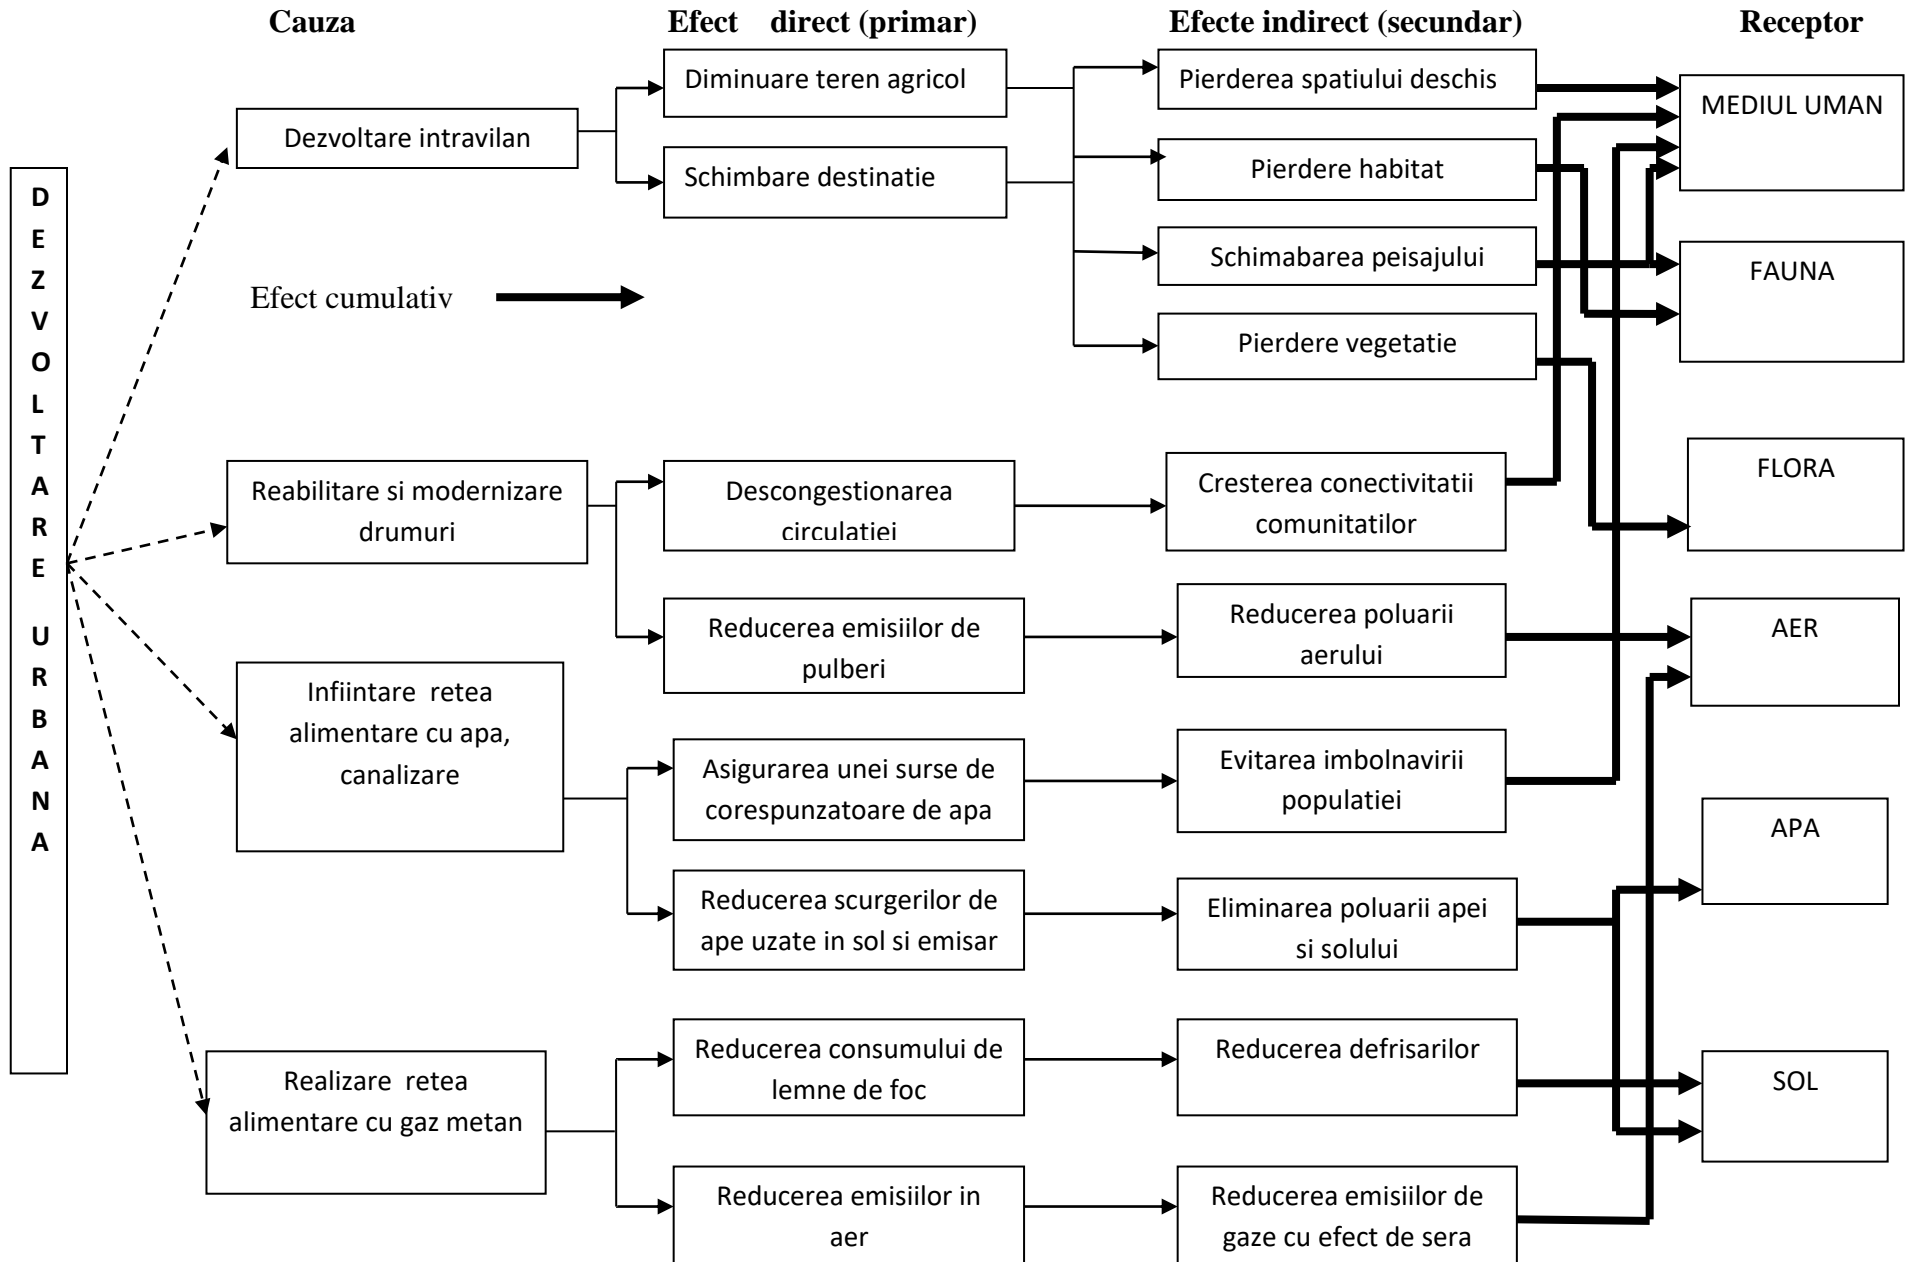 Cauza
Efect direct (primar)
Efecte indirect (secundar)
Receptor
DEZVOLTARE URBANA
Dezvoltare intravilan
Diminuare teren agricol
Schimbare destinatie
Pierderea spatiului deschis
Pierdere habitat
Schimabarea peisajului
Pierdere vegetatie
MEDIUL UMAN
FAUNA
Efect cumulativ
Reabilitare si modernizare
drumuri
Descongestionarea
circulatiei
Cresterea conectivitatii
comunitatilor
FLORA
Reducerea emisiilor de
pulberi
Reducerea poluarii
aerului
AER
Infiintare retea
alimentare cu apa,
canalizare
Asigurarea unei surse de
corespunzatoare de apa
Evitarea imbolnavirii
populatiei
APA
Reducerea scurgerilor de
ape uzate in sol si emisar
Eliminarea poluarii apei
si solului
Realizare retea
alimentare cu gaz metan
Reducerea consumului de
lemne de foc
Reducerea defrisarilor
SOL
Reducerea emisiilor in
aer
Reducerea emisiilor de
gaze cu efect de sera